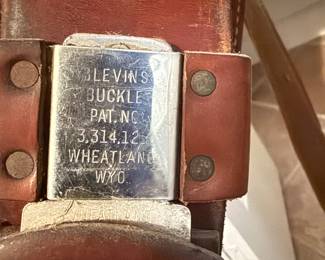 BLEVINS
BUCKLE
PAT. NO
3,314,12
WHEATLAND
WYO.